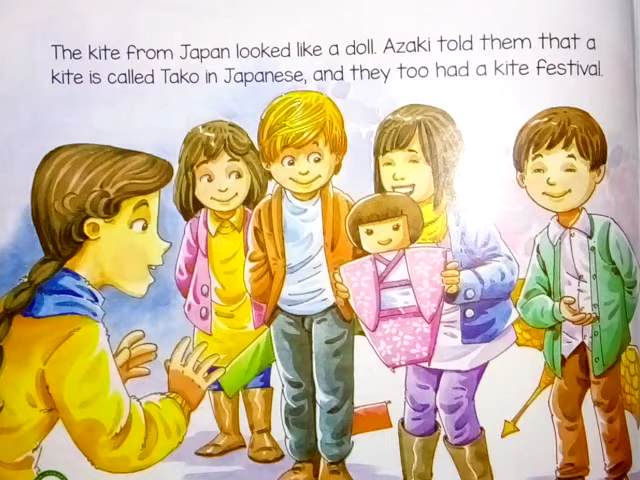 The kite from Japan looked like a doll. Azaki told them that a
kite is called Tako in Japanese, and they too had a kite festival.